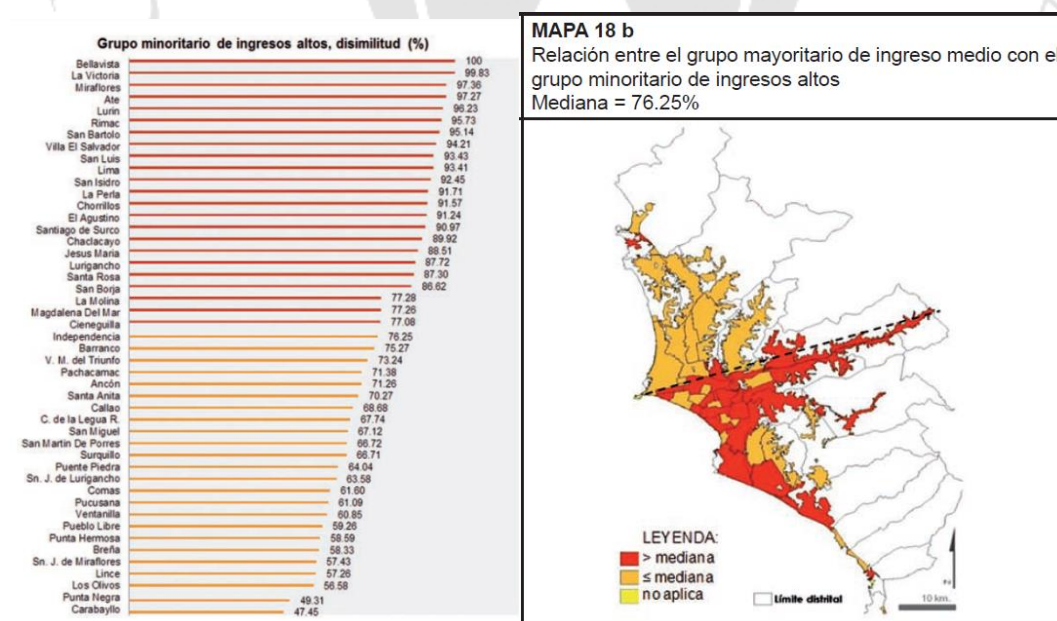 Grupo minoritario de ingresos altos, disimilitud (%)
Bellavista 100
La Victoria 99.83
Miraflores 97.36
Ate 97.27
Lurin 96.23
Rimac 95.73
San Bartolo 95.14
Villa El Salvador 94.21
San Luis 93.43
Lima 93.41
San Isidro 92.45
La Perla 91.71
Chorrillos 91.57
El Agustino 91.24
Santiago de Surco 90.97
Chaclacayo 89.92
Jesus Maria 88.51
Lurigancho 87.72
Santa Rosa 87.30
San Borja 86.62
La Molina 77.28
Magdalena Del Mar 77.26
Cieneguilla 77.08
Independencia 76.25
Barranco 75.27
V. M. del Triunfo 73.24
Pachacamac 71.38
Ancón 71.26
Santa Anita 70.27
Callao 68.68
C. de la Legua R. 67.74
San Miguel 67.12
San Martin De Porres 66.72
Surquillo 66.71
Puente Piedra 64.04
Sn. J. de Lurigancho 63.58
Comas 61.60
Pucusana 61.09
Ventanilla 60.85
Pueblo Libre 59.26
Punta Hermosa 58.59
Breña 58.33
Sn. J. de Miraflores 57.43
Lince 57.26
Los Olivos 56.58
Punta Negra 49.31
Carabayllo 47.45
MAPA 18 b
Relación entre el grupo mayoritario de ingreso medio con el
grupo minoritario de ingresos altos
Mediana = 76.25%
LEYENDA:
> mediana
≤ mediana
no aplica
Límite distrital
N
10 km.